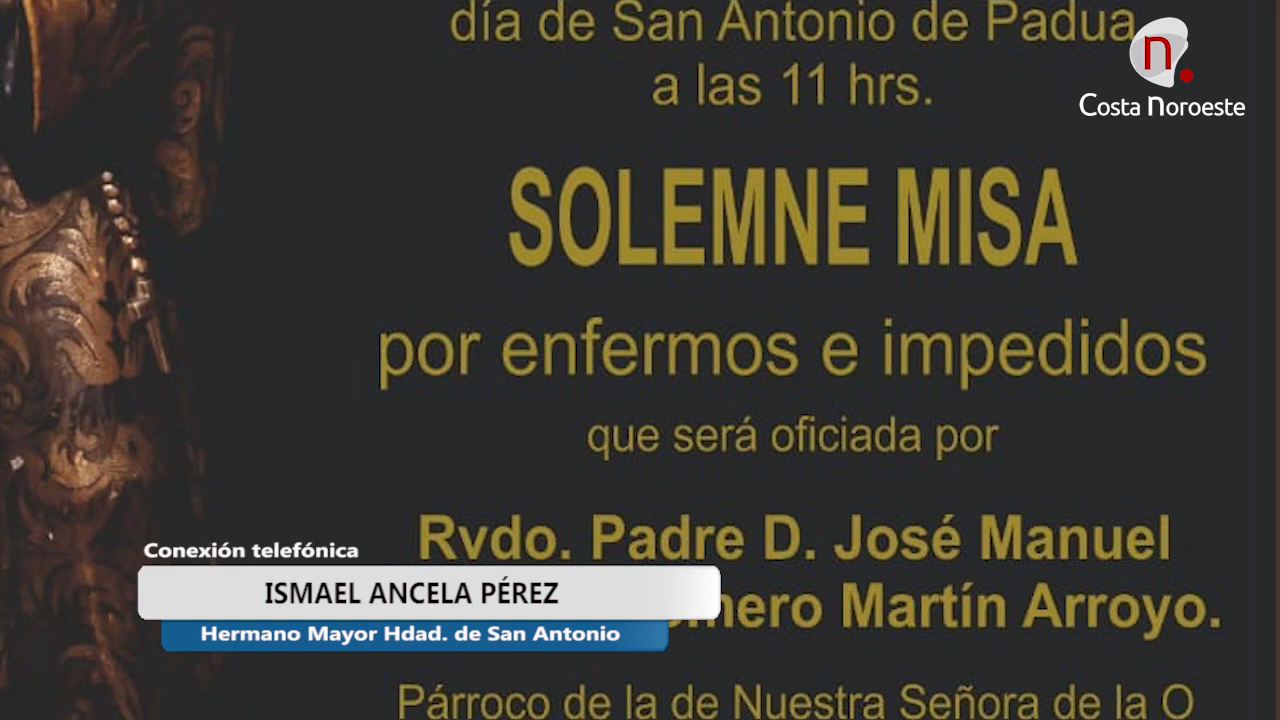 día de San Antonio de Padua
a las 11 hrs.
n.
Costa Noroeste
SOLEMNE MISA
por enfermos e impedidos
que será oficiada por
Rvdo. Padre D. José Manuel
Martín Arroyo.
Párroco de la de Nuestra Señora de la O
Conexión telefónica
ISMAEL ANCELA PÉREZ
Hermano Mayor Hdad. de San Antonio